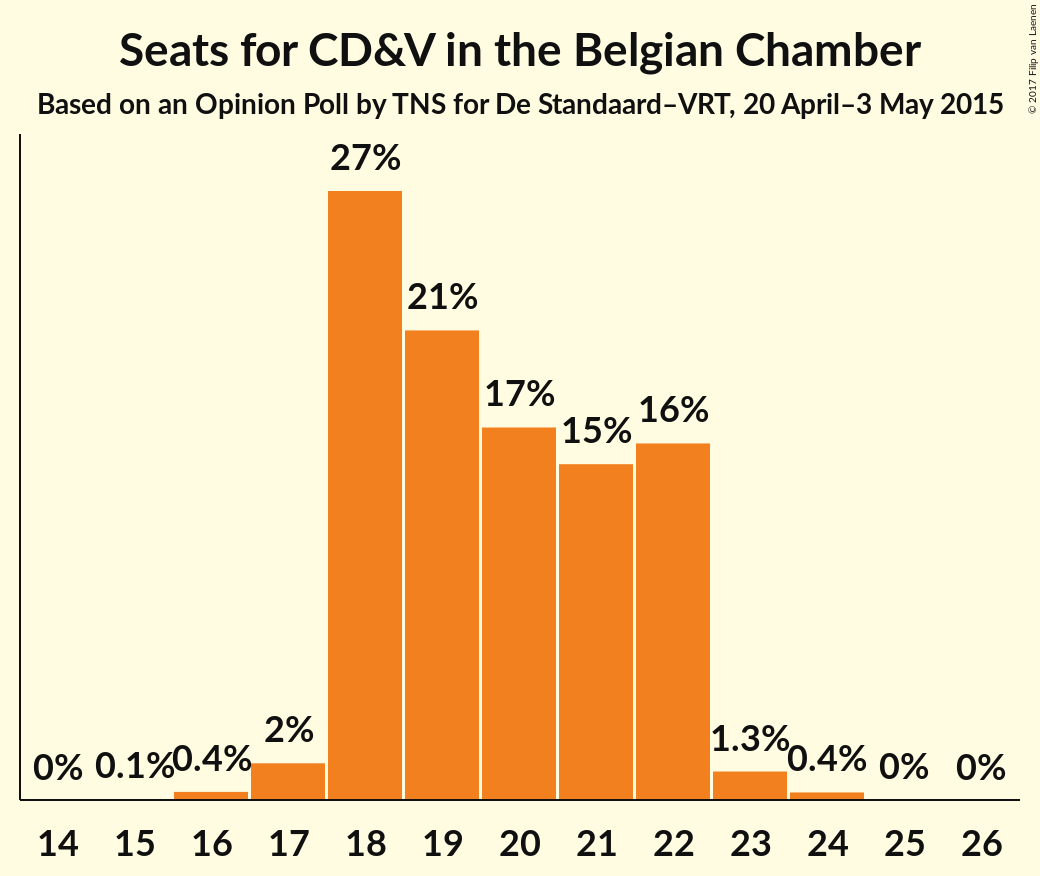 Seats for CD&V in the Belgian Chamber
Based on an Opinion Poll by TNS for De Standaard–VRT, 20 April–3 May 2015
© 2017 Filip van Laenen
27%
21%
17%
16%
15%
2%
1.3%
0% 0.1% 0.4% 0.4% 0% 0%
14 15 16 17 18 19 20 21 22 23 24 25 26